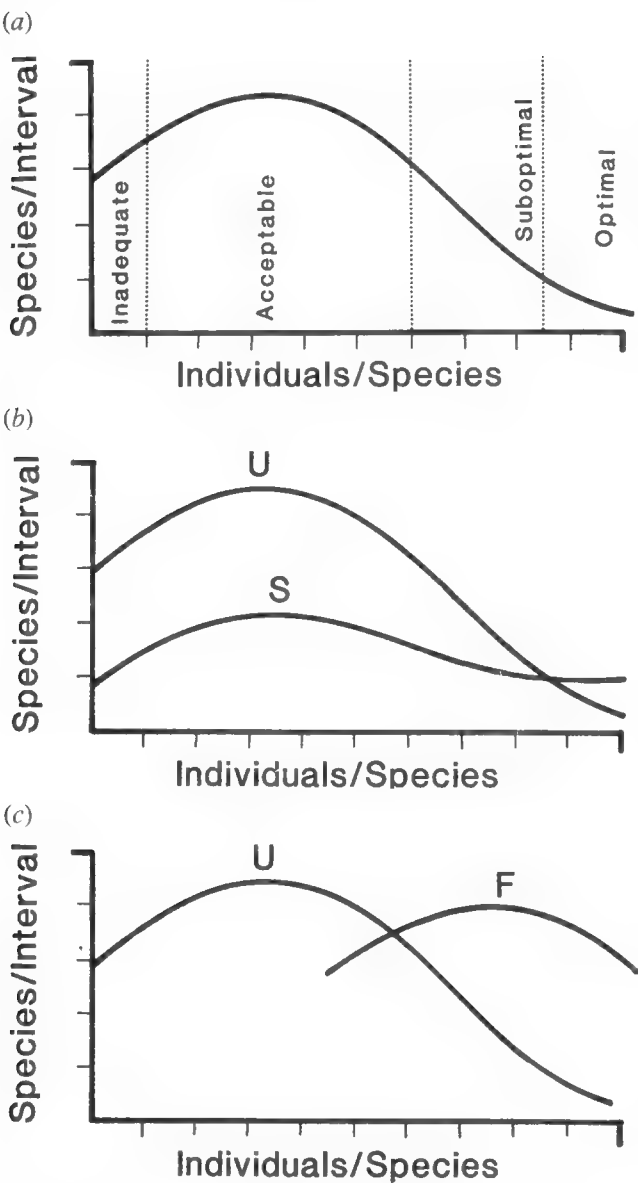 (a)
Species/Interval
Inadequate
Acceptable
Suboptimal
Optimal
Individuals/Species
(b)
Species/Interval
U
S
Individuals/Species
(c)
Species/Interval
U
F
Individuals/Species